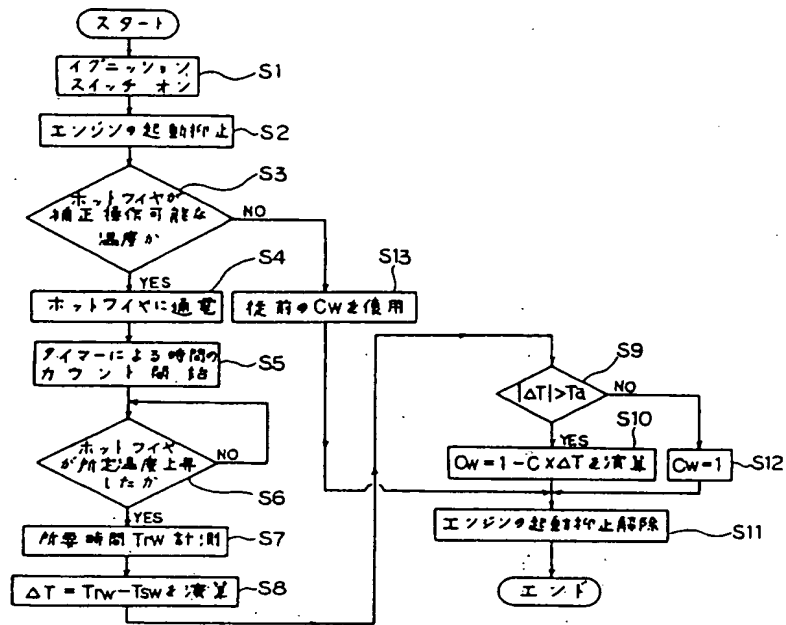 スタート
イグニッション
スイッチ オン
S1
エンジンの起動抑止
S2
S3
ホットワイヤが
補正操作可能な
温度か
NO
YES
S4
ホットワイヤに通電
S13
従前のCwを使用
タイマーによる時間の
カウント開始
S5
ホットワイヤ
が所定温度上昇
したか
NO
S6
YES
所要時間Trw計測
S7
ΔT=Trw-Tswを演算
S8
S9
|ΔT|>Ta
NO
YES
S10
Cw=1-C×ΔTを演算
Cw=1
S12
エンジンの起動抑止解除
S11
エンド